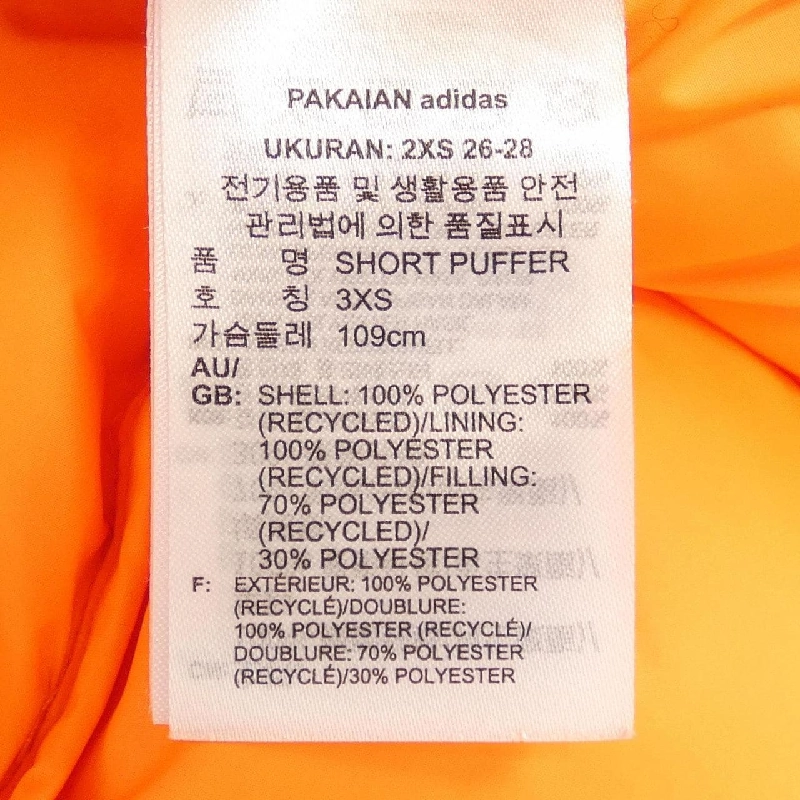 PAKAIAN adidas
UKURAN: 2XS 26-28
전기용품 및 생활용품 안전
관리법에 의한 품질표시
품 명 SHORT PUFFER
호 칭 3XS
가슴둘레 109cm
AU/
GB: SHELL: 100% POLYESTER
(RECYCLED)/LINING:
100% POLYESTER
(RECYCLED)/FILLING:
70% POLYESTER
(RECYCLED)/
30% POLYESTER
F: EXTÉRIEUR: 100% POLYESTER
(RECYCLÉ)/DOUBLURE:
100% POLYESTER (RECYCLÉ)/
DOUBLURE: 70% POLYESTER
(RECYCLÉ)/30% POLYESTER